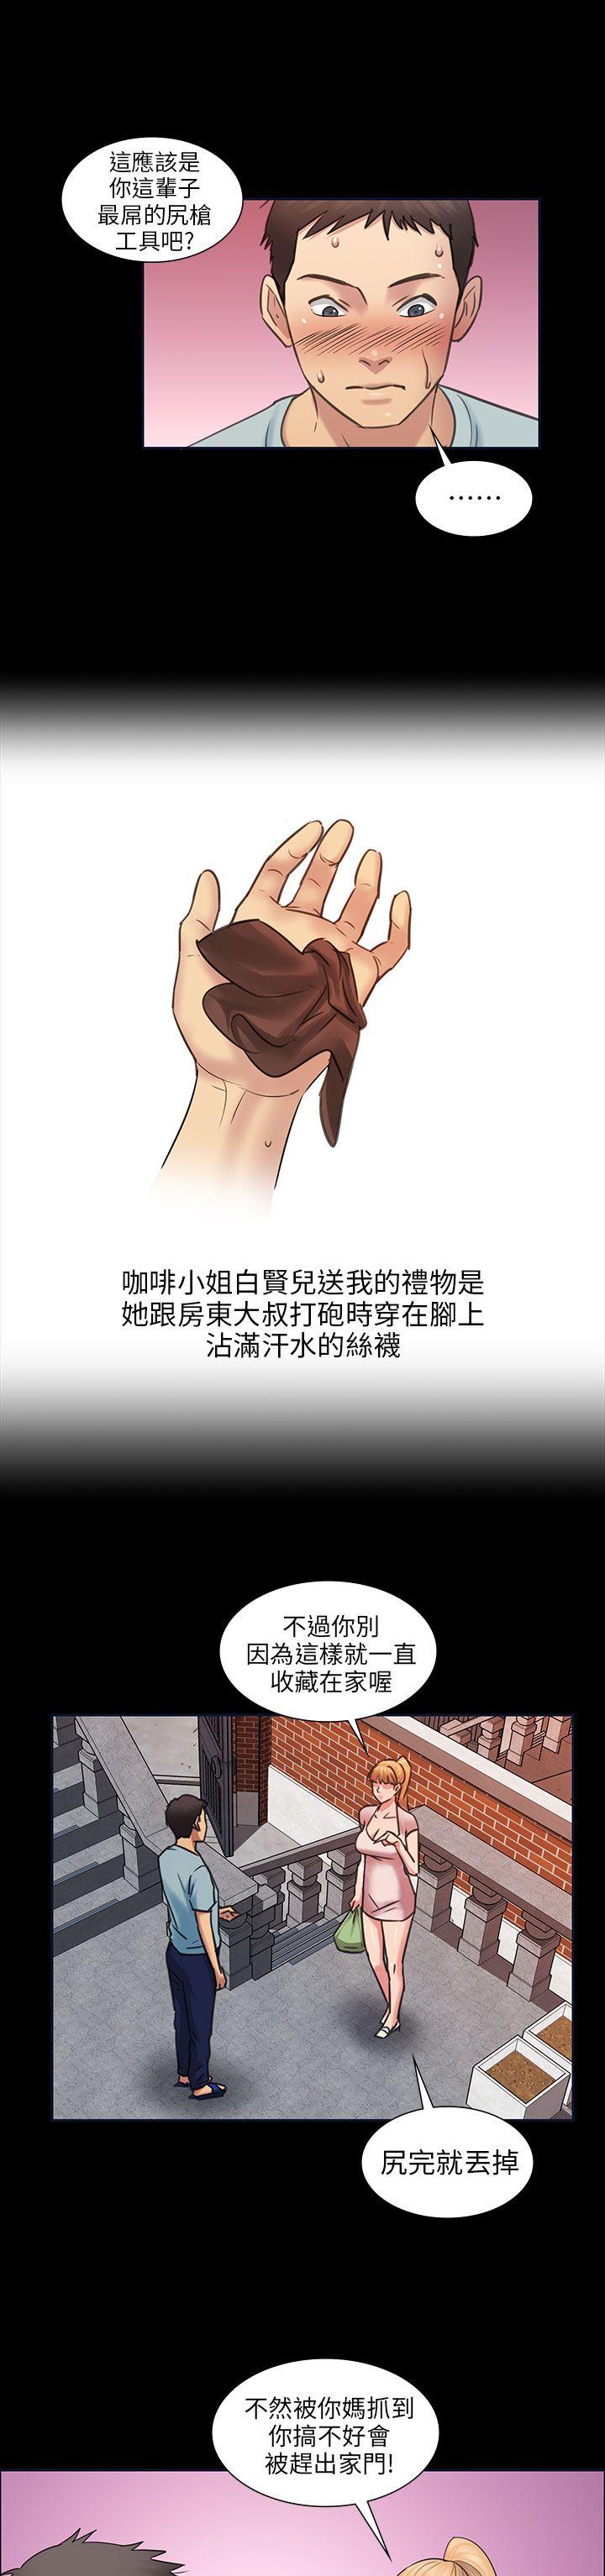 這應該是
你這輩子
最屌的尻槍
工具吧?
……
咖啡小姐白賢兒送我的禮物是
她跟房東大叔打砲時穿在腳上
沾滿汗水的絲襪
不過你別
因為這樣就一直
收藏在家喔
尻完就丟掉
不然被你媽抓到
你搞不好會
被趕出家門!